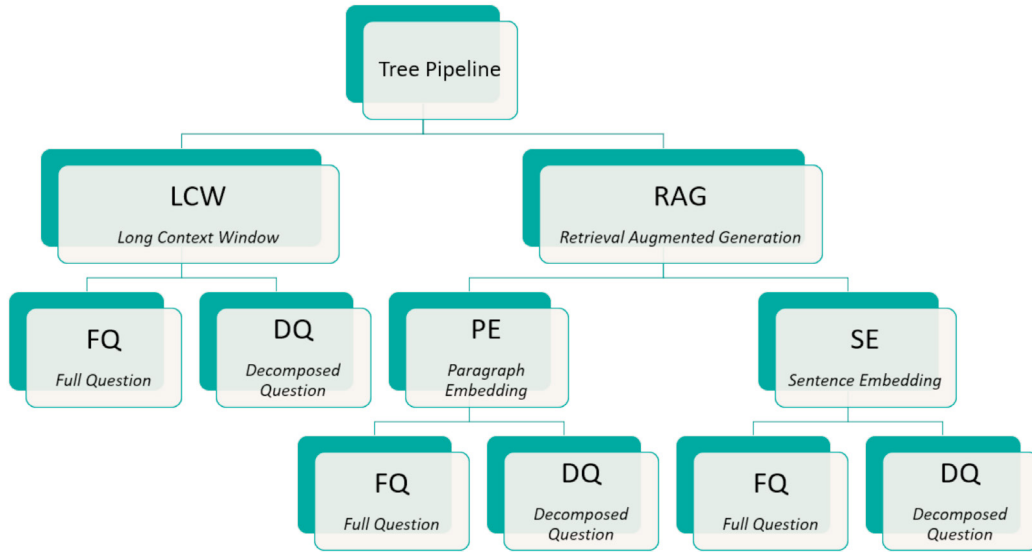 Tree Pipeline
LCW
Long Context Window
RAG
Retrieval Augmented Generation
FQ
Full Question
DQ
Decomposed
Question
PE
Paragraph
Embedding
SE
Sentence Embedding
FQ
Full Question
DQ
Decomposed
Question
FQ
Full Question
DQ
Decomposed
Question